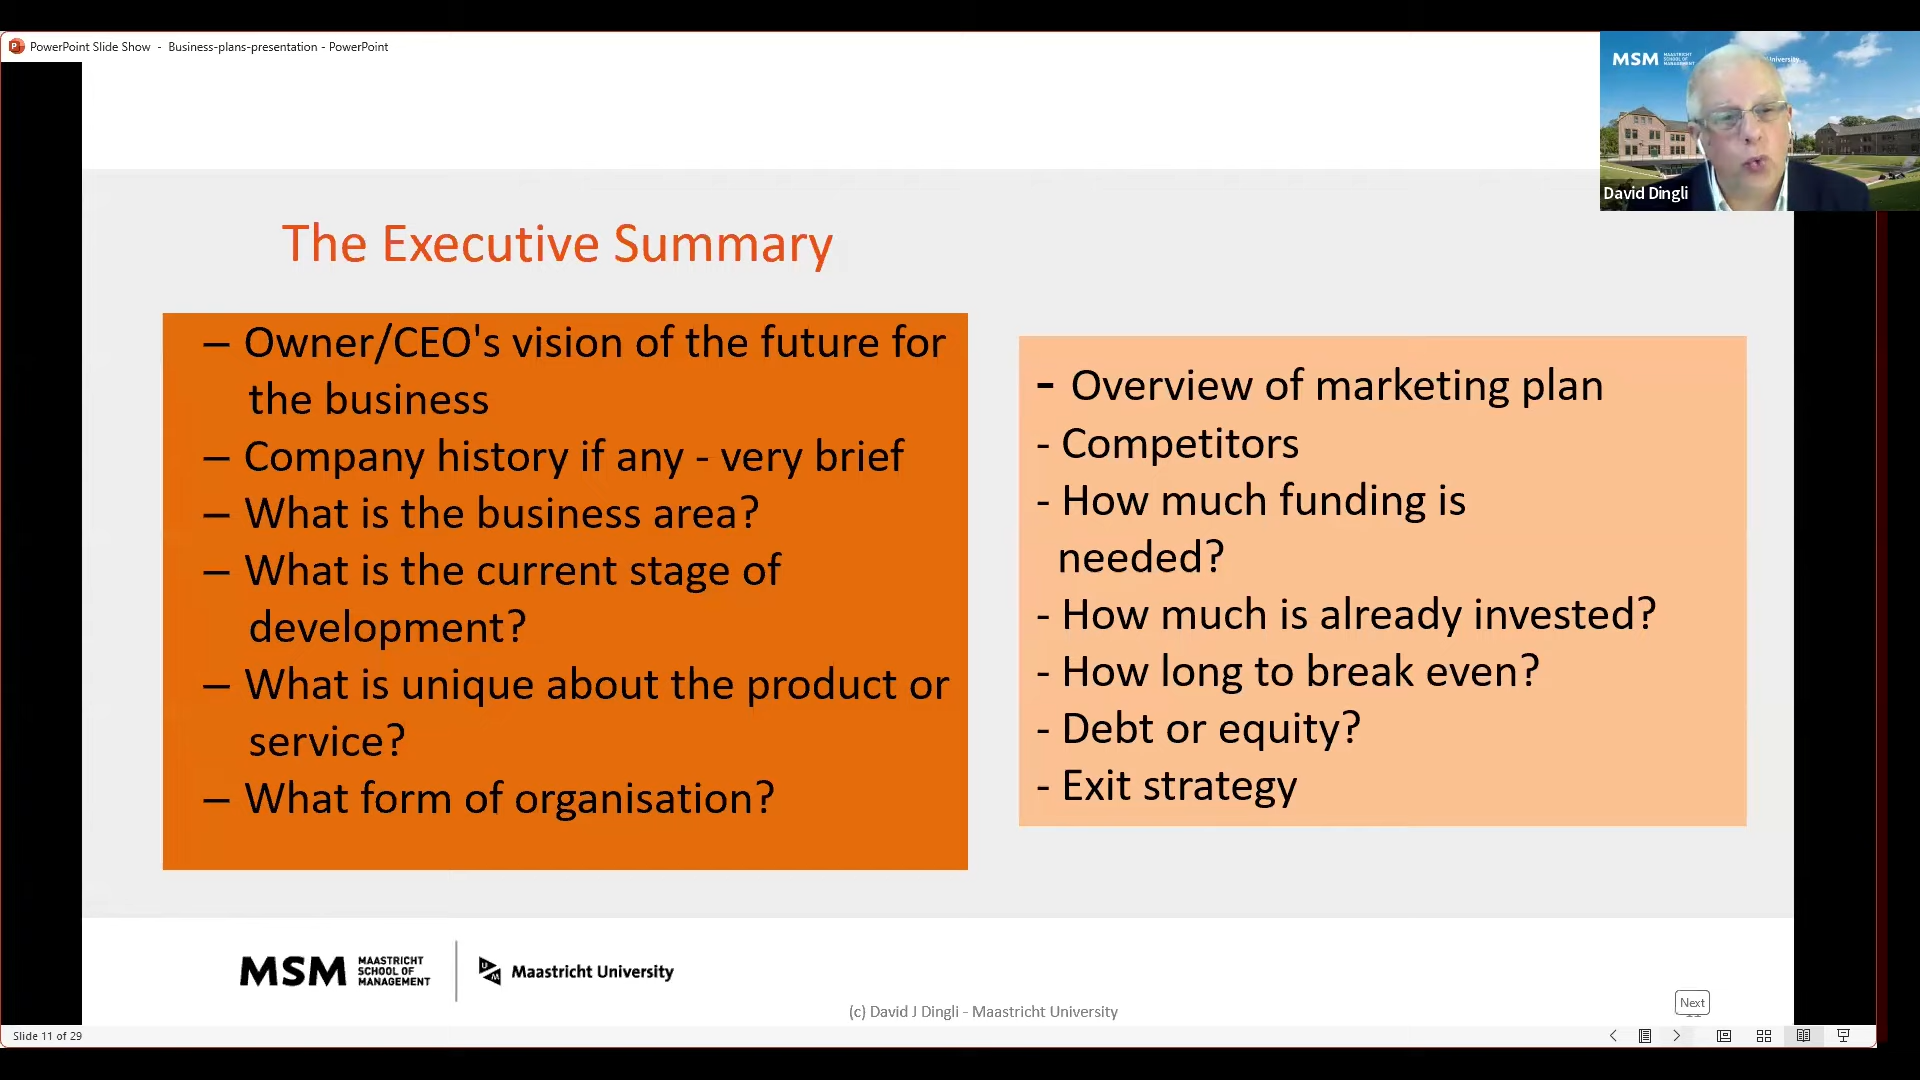 PowerPoint Slide Show - Business-plans-presentation - PowerPoint
MSM MAASTRICHT SCHOOL OF MANAGEMENT
David Dingli
The Executive Summary
– Owner/CEO's vision of the future for
the business
– Company history if any - very brief
– What is the business area?
– What is the current stage of
development?
– What is unique about the product or
service?
– What form of organisation?
- Overview of marketing plan
- Competitors
- How much funding is
needed?
- How much is already invested?
- How long to break even?
- Debt or equity?
- Exit strategy
MSM
MAASTRICHT
SCHOOL OF
MANAGEMENT
Maastricht University
(c) David J Dingli - Maastricht University
Next
Slide 11 of 29